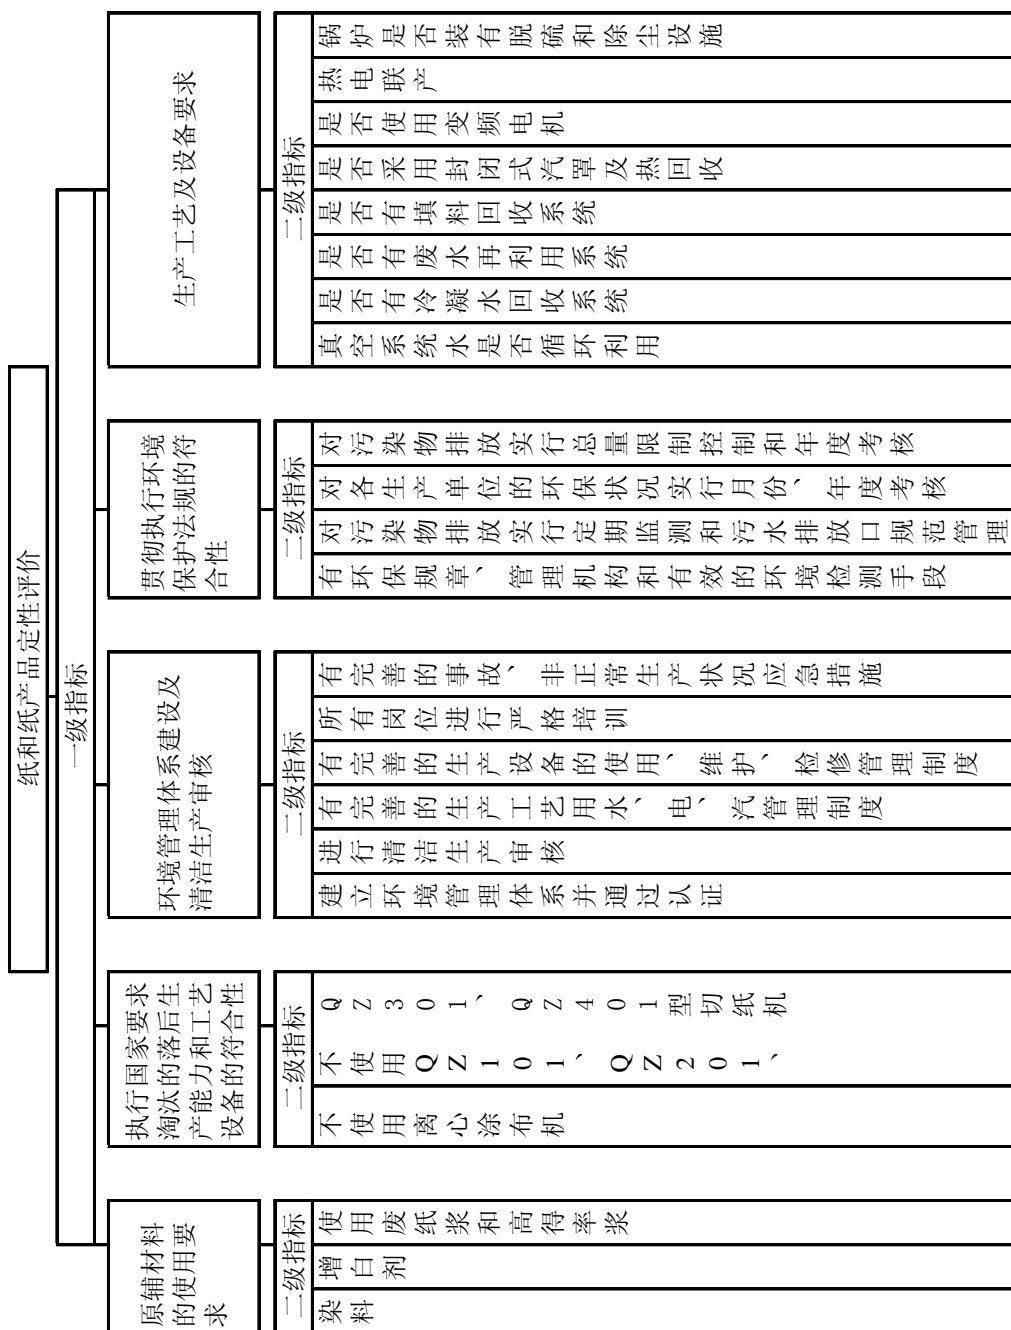 纸和纸产品定性评价
一级指标
原辅材料
的使用要
求
二级指标
染料
增白剂
使用废纸浆和高得率浆
执行国家要求
淘汰的落后生
产能力和工艺
设备的符合性
二级指标
不使用离心涂布机
不使用QZ101、QZ201、
QZ301、QZ401型切纸机
环境管理体系建设及
清洁生产审核
二级指标
建立环境管理体系并通过认证
进行清洁生产审核
有完善的生产工艺用水、电、汽管理制度
有完善的生产设备的使用、维护、检修管理制度
所有岗位进行严格培训
有完善的事故、非正常生产状况应急措施
贯彻执行环境
保护法规的符
合性
二级指标
有环保规章、管理机构和有效的环境检测手段
对污染物排放实行定期监测和污水排放口规范管理
对各生产单位的环保状况实行月份、年度考核
对污染物排放实行总量限制控制和年度考核
生产工艺及设备要求
二级指标
真空系统水是否循环利用
是否有冷凝水回收系统
是否有废水再利用系统
是否有填料回收系统
是否采用封闭式汽罩及热回收
是否使用变频电机
热电联产
锅炉是否装有脱硫和除尘设施